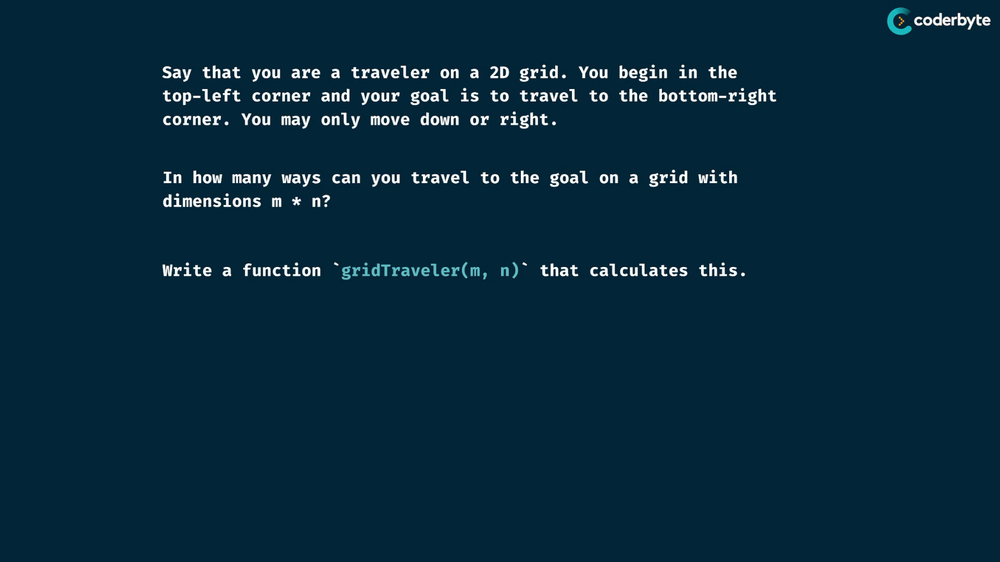 coderbyte
Say that you are a traveler on a 2D grid. You begin in the
top-left corner and your goal is to travel to the bottom-right
corner. You may only move down or right.
In how many ways can you travel to the goal on a grid with
dimensions m * n?
Write a function `gridTraveler(m, n)` that calculates this.